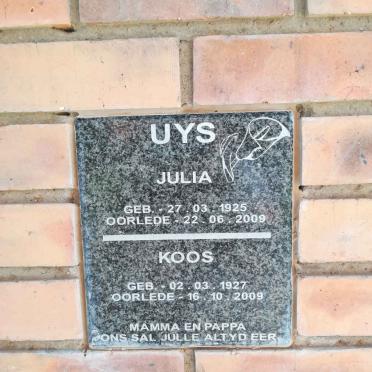 UYS
JULIA
GEB. - 27 . 03 . 1925
OORLEDE - 22 . 06 . 2009
KOOS
GEB. - 02 . 03 . 1927
OORLEDE - 16 . 10 . 2009
MAMMA EN PAPPA
ONS SAL JULLE ALTYD EER